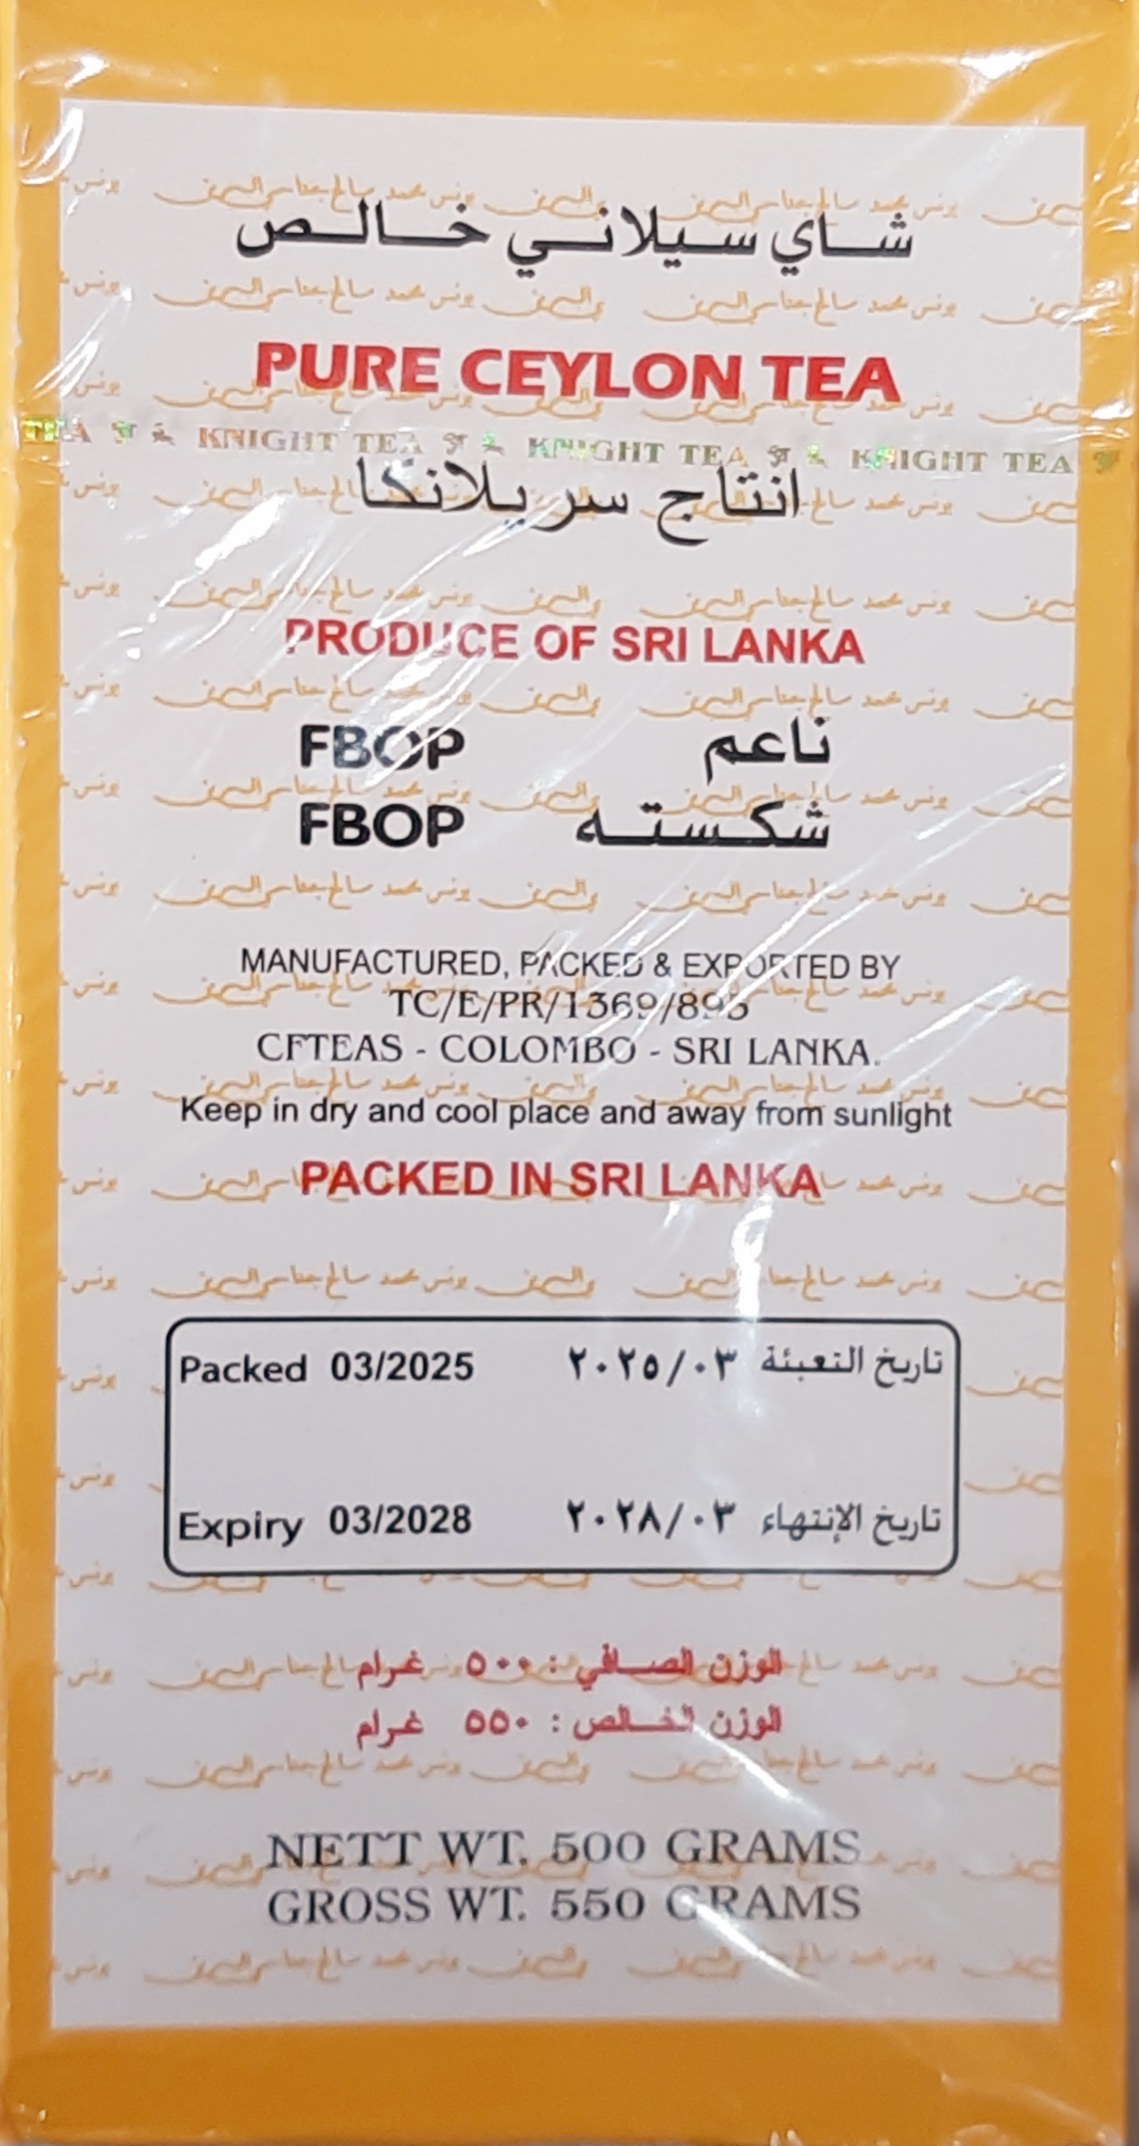 شاي سيلاني خالص
PURE CEYLON TEA
TEA KNIGHT TEA KNIGHT TEA KNIGHT TEA
انتاج سريلانكا
PRODUCE OF SRI LANKA
FBOP ناعم
FBOP شكسته
MANUFACTURED, PACKED & EXPORTED BY
TC/E/PR/1369/895
CFTEAS - COLOMBO - SRI LANKA.
Keep in dry and cool place and away from sunlight
PACKED IN SRI LANKA
Packed 03/2025 تاريخ التعبئة ٢٠٢٥/٠٣
Expiry 03/2028 تاريخ الإنتهاء ٢٠٢٨/٠٣
الوزن الصافي : ٥٠٠ غرام
الوزن الخالص : ٥٥٠ غرام
NETT WT. 500 GRAMS
GROSS WT. 550 GRAMS